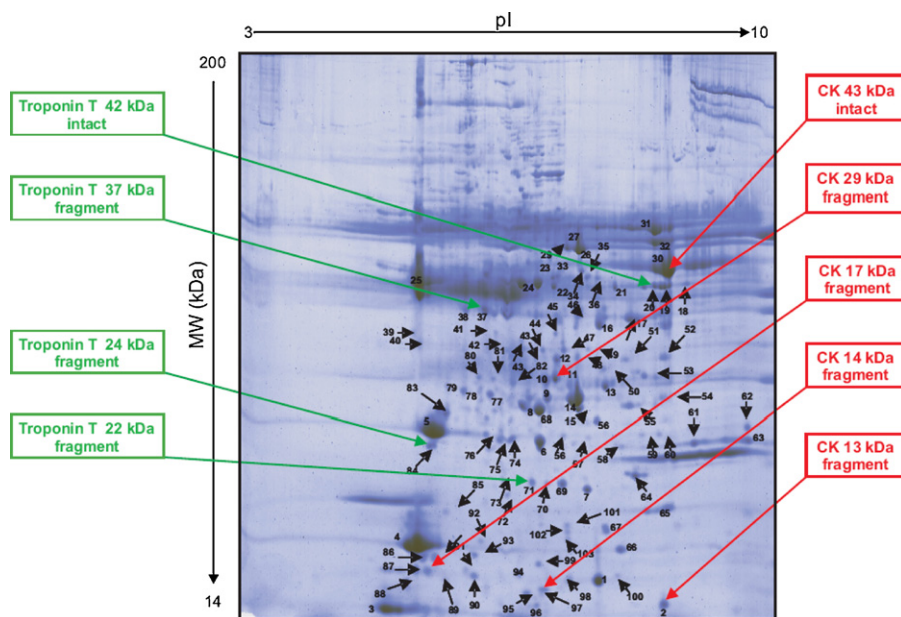 pI
3
10
200
MW (kDa)
14
Troponin T 42 kDa
intact
Troponin T 37 kDa
fragment
Troponin T 24 kDa
fragment
Troponin T 22 kDa
fragment
CK 43 kDa
intact
CK 29 kDa
fragment
CK 17 kDa
fragment
CK 14 kDa
fragment
CK 13 kDa
fragment
31
27 35
32
29 28
30
23 33
25 24 22 34 21
36
20 19 18
46
38 37 45 17
16
39 41 44 51 52
40 42 43 47
81 12 49
80 82 48
43 10 11 53
83 79 78 9 13 50
77 54
8 14 62
5 68 15 61
56 55
76 6 63
84 75 74 56 57 58 59 60
85 73 71 70 69 7 64
72 65
92 101
4 102 67
86 91 93 103 66
87 94 99
88 89 90 98 1 100
95 97
3 96 2